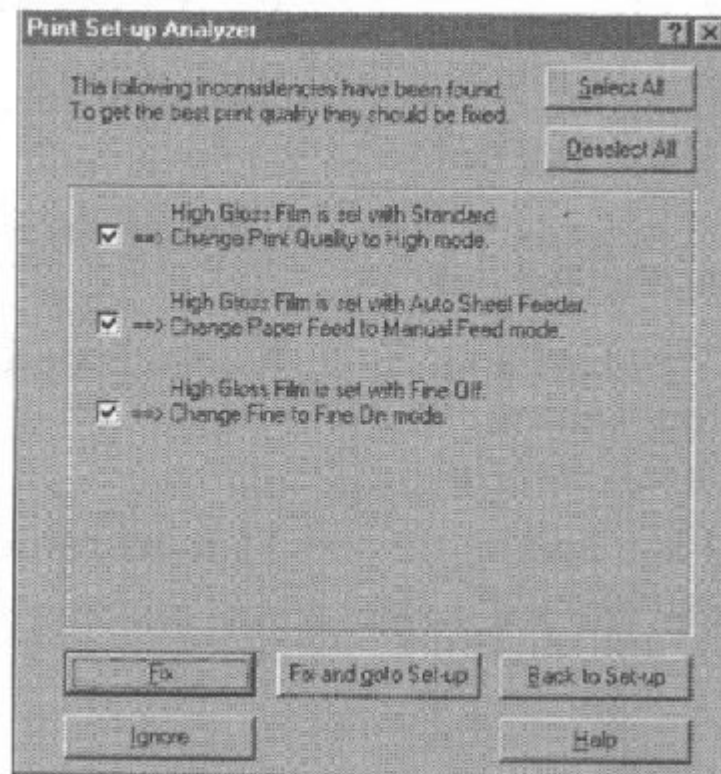 Print Set-up Analyzer
? X
The following inconsistencies have been found.
To get the best print quality they should be fixed.
Select All
Deselect All
High Gloss Film is set with Standard.
==> Change Print Quality to High mode.
High Gloss Film is set with Auto Sheet Feeder.
==> Change Paper Feed to Manual Feed mode.
High Gloss Film is set with Fine Off.
==> Change Fine to Fine On mode.
Fix
Fix and goto Set-up
Back to Set-up
Ignore
Help